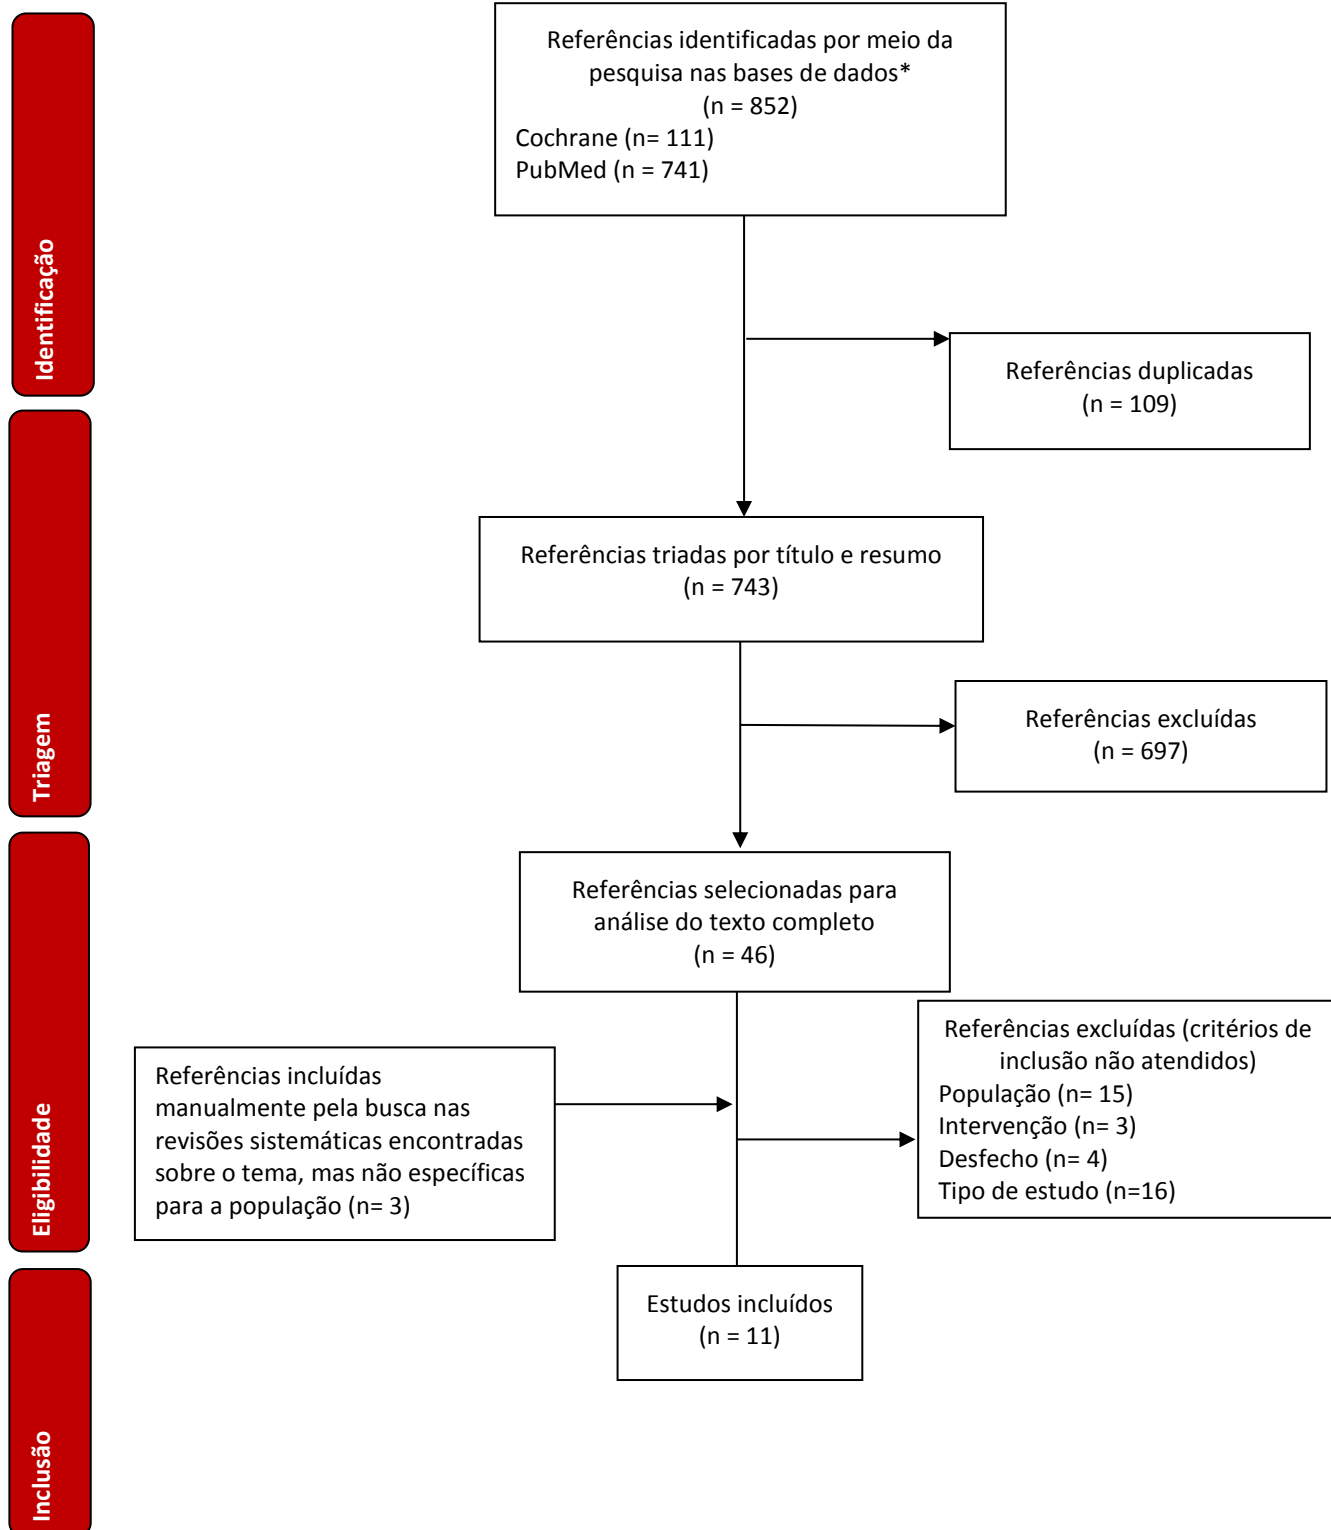 Identificação
Referências identificadas por meio da
pesquisa nas bases de dados*
(n = 852)
Cochrane (n= 111)
PubMed (n = 741)
Referências duplicadas
(n = 109)
Triagem
Referências triadas por título e resumo
(n = 743)
Referências excluídas
(n = 697)
Eligibilidade
Referências selecionadas para
análise do texto completo
(n = 46)
Referências incluídas
manualmente pela busca nas
revisões sistemáticas encontradas
sobre o tema, mas não específicas
para a população (n= 3)
Referências excluídas (critérios de
inclusão não atendidos)
População (n= 15)
Intervenção (n= 3)
Desfecho (n= 4)
Tipo de estudo (n=16)
Inclusão
Estudos incluídos
(n = 11)